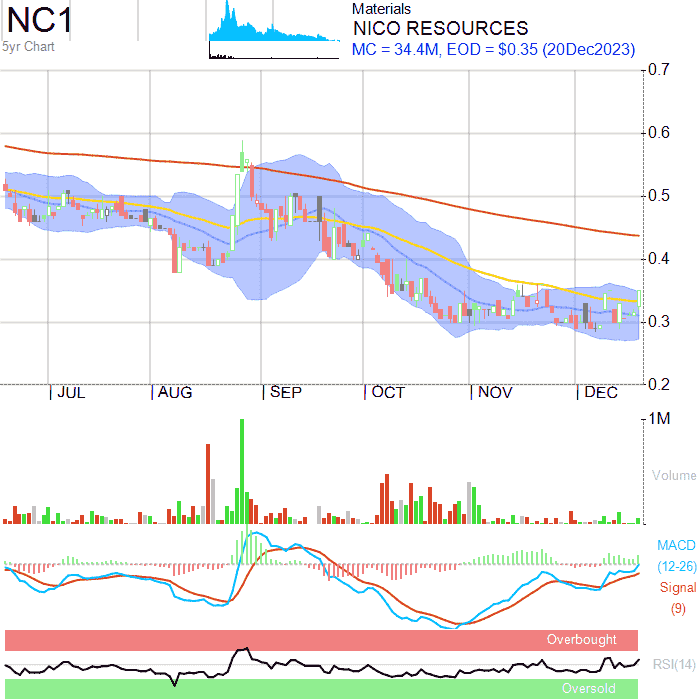 NC1
5yr Chart
Materials
NICO RESOURCES
MC = 34.4M, EOD = $0.35 (20Dec2023)
0.7
0.6
0.5
0.4
0.3
0.2
JUL AUG SEP OCT NOV DEC
1M
Volume
MACD
(12-26)
Signal
(9)
Overbought
RSI(14)
Oversold